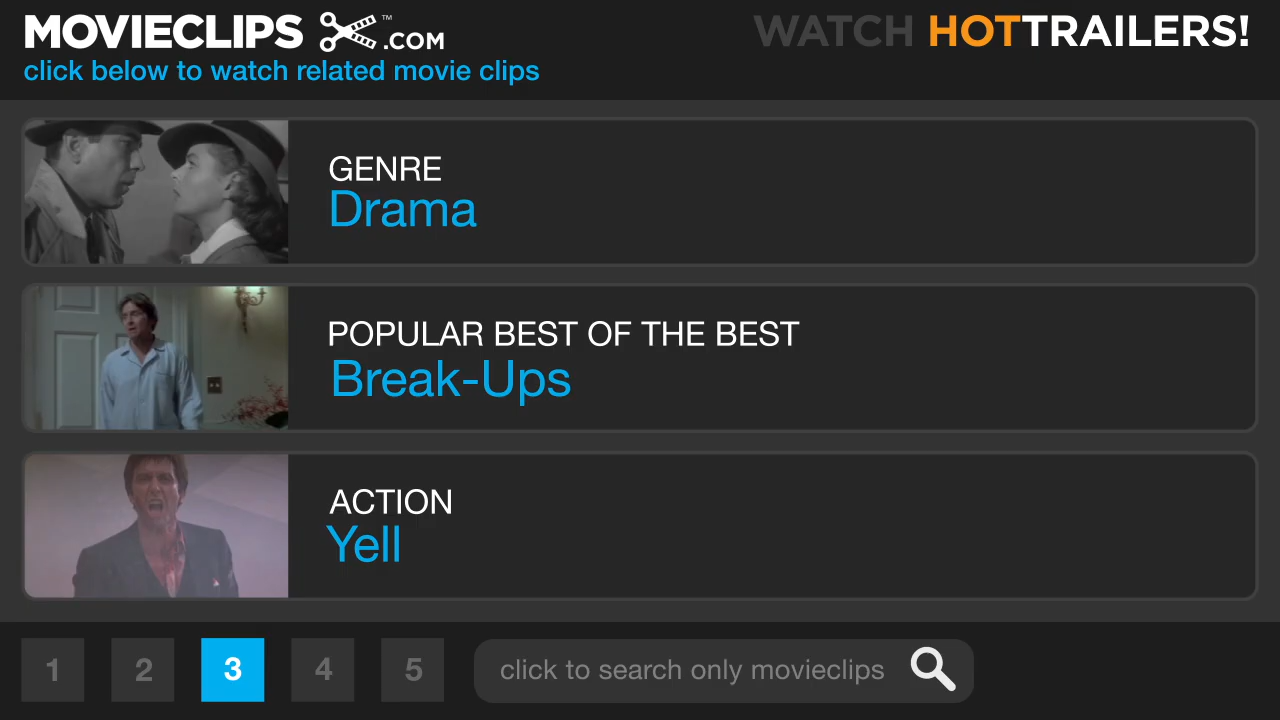 MOVIECLIPS ™ .COM
WATCH HOTTRAILERS!
click below to watch related movie clips
GENRE
Drama
POPULAR BEST OF THE BEST
Break-Ups
ACTION
Yell
1 2 3 4 5 click to search only movieclips